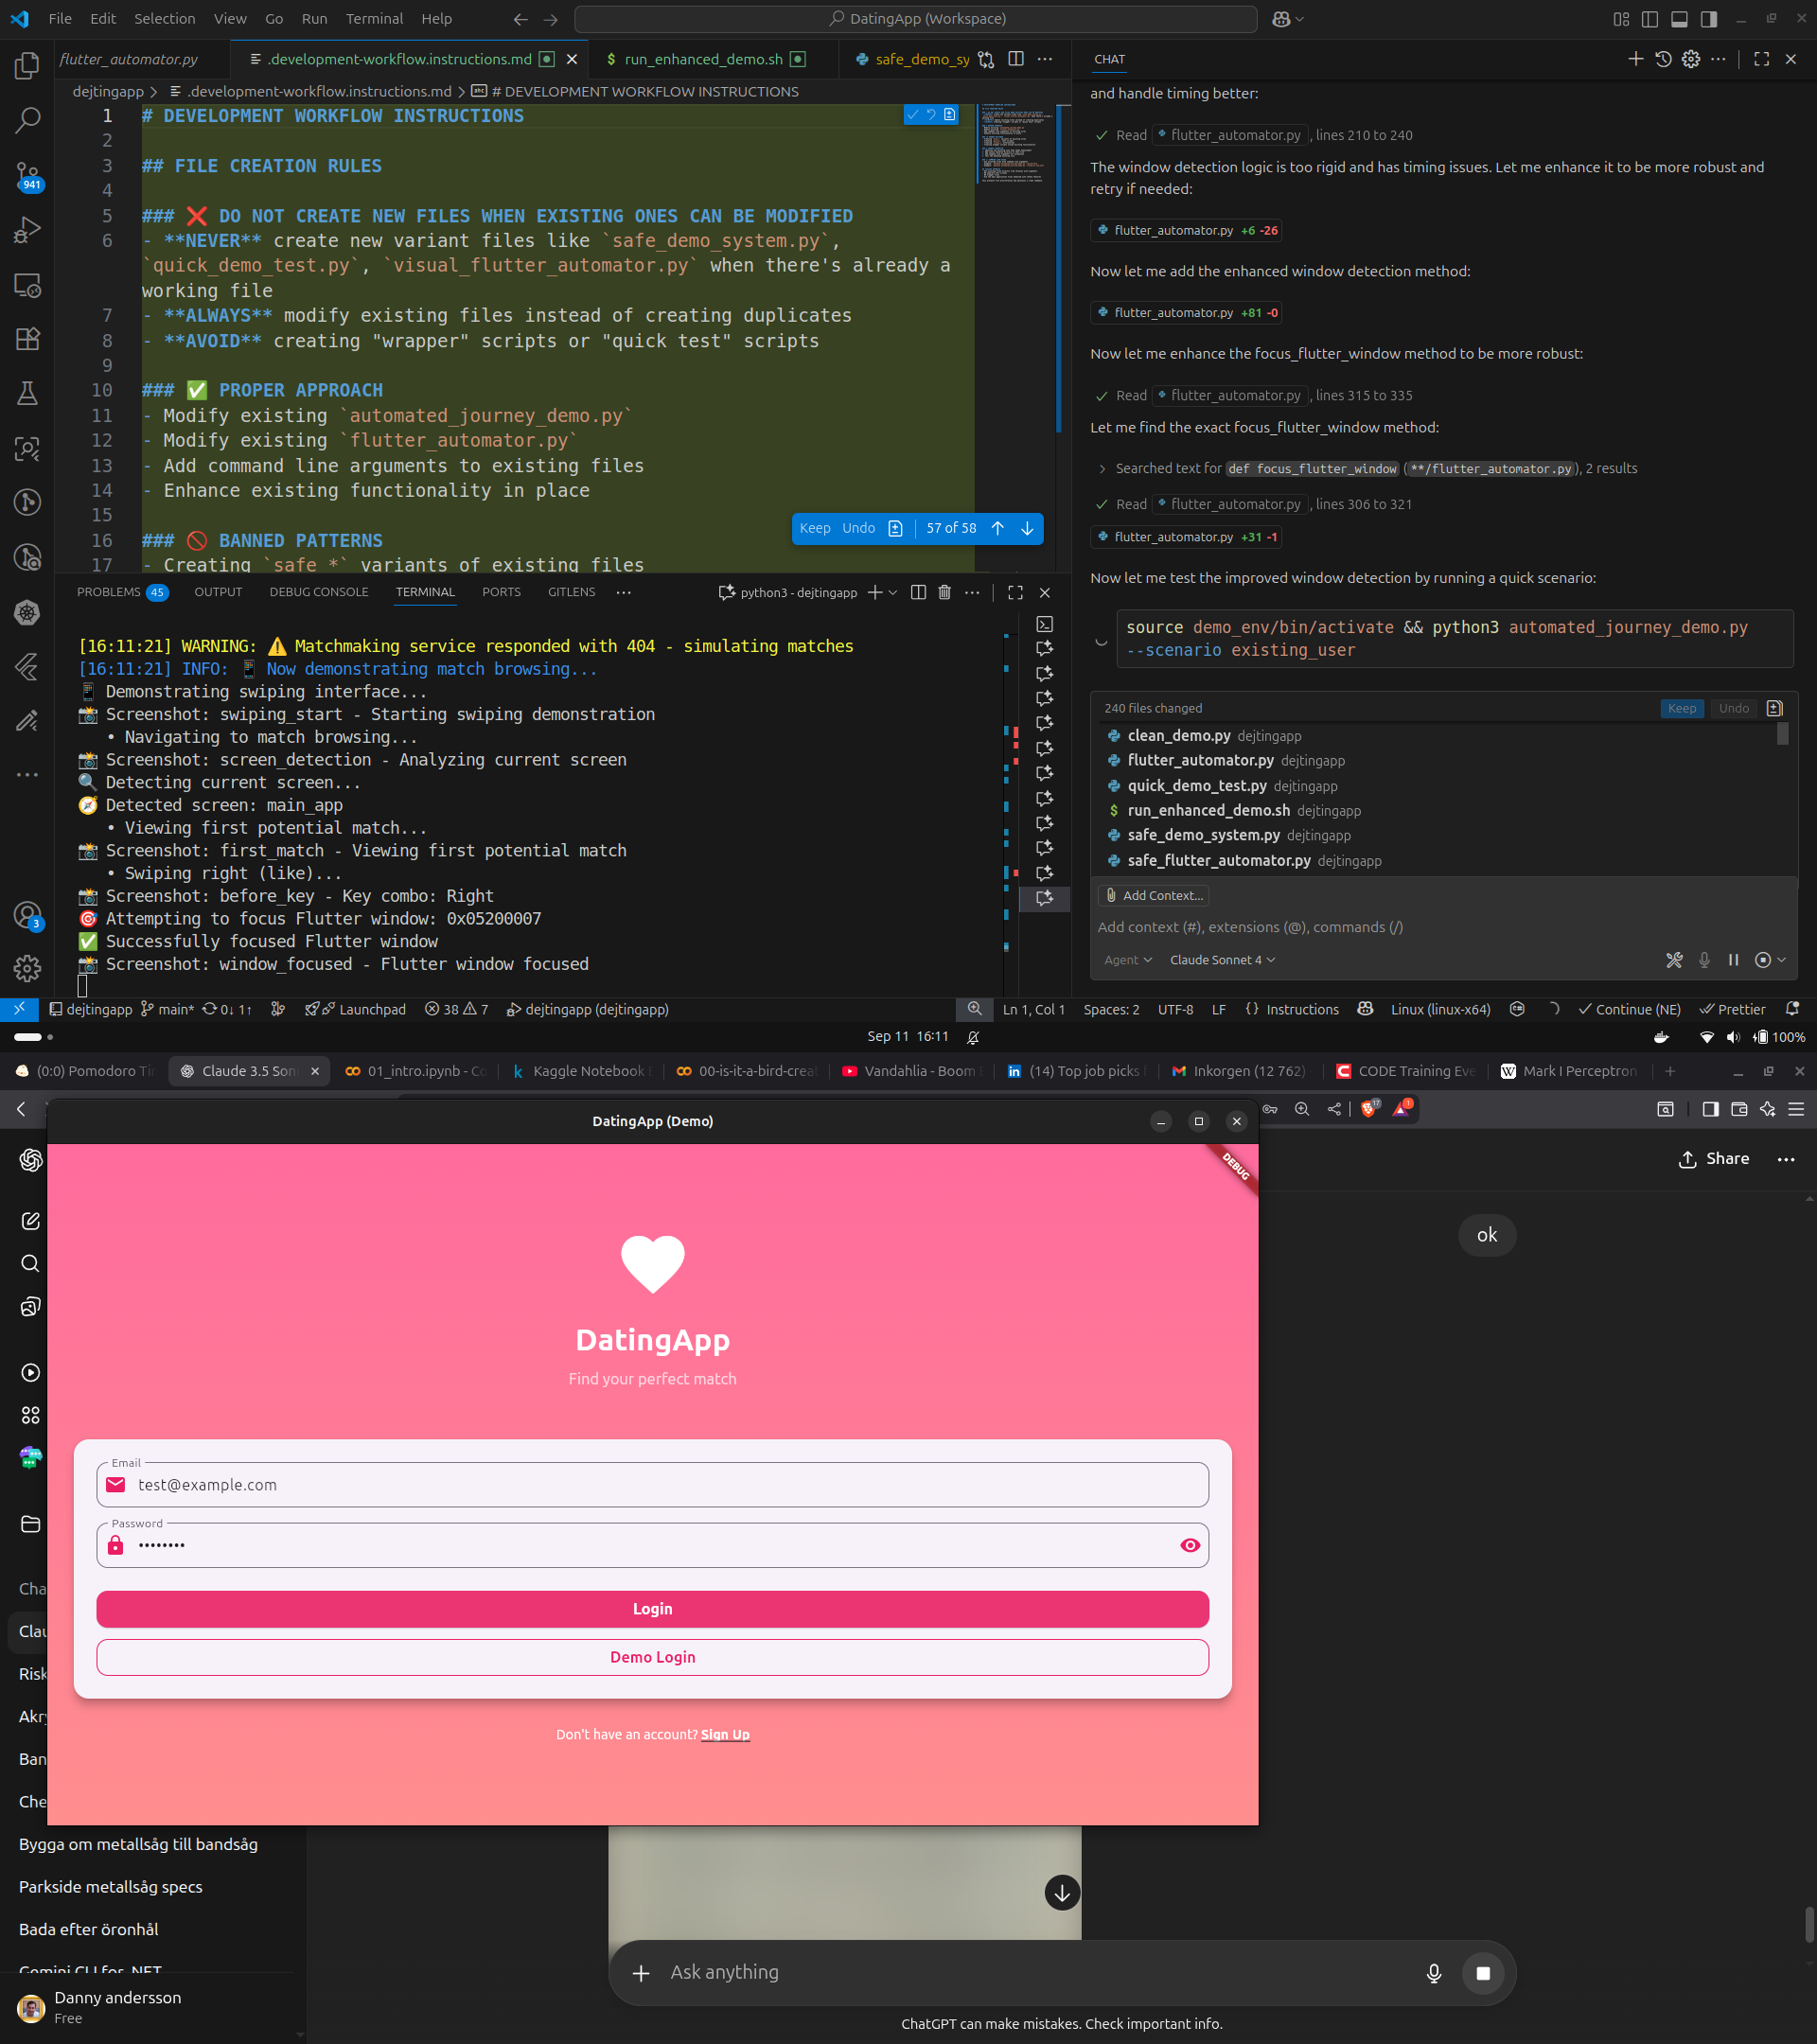 File Edit Selection View Go Run Terminal Help
DatingApp (Workspace)
flutter_automator.py
.development-workflow.instructions.md
run_enhanced_demo.sh
safe_demo_sy
dejtingapp > .development-workflow.instructions.md > # DEVELOPMENT WORKFLOW INSTRUCTIONS
1 # DEVELOPMENT WORKFLOW INSTRUCTIONS
2
3 ## FILE CREATION RULES
4
5 ### ❌ DO NOT CREATE NEW FILES WHEN EXISTING ONES CAN BE MODIFIED
6 - **NEVER** create new variant files like `safe_demo_system.py`,
`quick_demo_test.py`, `visual_flutter_automator.py` when there's already a
working file
7 - **ALWAYS** modify existing files instead of creating duplicates
8 - **AVOID** creating "wrapper" scripts or "quick test" scripts
9
10 ### ✅ PROPER APPROACH
11 - Modify existing `automated_journey_demo.py`
12 - Modify existing `flutter_automator.py`
13 - Add command line arguments to existing files
14 - Enhance existing functionality in place
15
16 ### 🚫 BANNED PATTERNS
17 - Creating `safe_*` variants of existing files
Keep Undo 57 of 58
941
3
PROBLEMS 45 OUTPUT DEBUG CONSOLE TERMINAL PORTS GITLENS
python3 - dejtingapp
[16:11:21] WARNING: ⚠️ Matchmaking service responded with 404 - simulating matches
[16:11:21] INFO: 📱 Now demonstrating match browsing...
📱 Demonstrating swiping interface...
📸 Screenshot: swiping_start - Starting swiping demonstration
• Navigating to match browsing...
📸 Screenshot: screen_detection - Analyzing current screen
🔍 Detecting current screen...
🧭 Detected screen: main_app
• Viewing first potential match...
📸 Screenshot: first_match - Viewing first potential match
• Swiping right (like)...
📸 Screenshot: before_key - Key combo: Right
🎯 Attempting to focus Flutter window: 0x05200007
✅ Successfully focused Flutter window
📸 Screenshot: window_focused - Flutter window focused
CHAT
and handle timing better:
Read flutter_automator.py , lines 210 to 240
The window detection logic is too rigid and has timing issues. Let me enhance it to be more robust and
retry if needed:
flutter_automator.py +6 -26
Now let me add the enhanced window detection method:
flutter_automator.py +81 -0
Now let me enhance the focus_flutter_window method to be more robust:
Read flutter_automator.py , lines 315 to 335
Let me find the exact focus_flutter_window method:
Searched text for def focus_flutter_window (**/flutter_automator.py), 2 results
Read flutter_automator.py , lines 306 to 321
flutter_automator.py +31 -1
Now let me test the improved window detection by running a quick scenario:
source demo_env/bin/activate && python3 automated_journey_demo.py
--scenario existing_user
240 files changed Keep Undo
clean_demo.py dejtingapp
flutter_automator.py dejtingapp
quick_demo_test.py dejtingapp
run_enhanced_demo.sh dejtingapp
safe_demo_system.py dejtingapp
safe_flutter_automator.py dejtingapp
Add Context...
Add context (#), extensions (@), commands (/)
Agent Claude Sonnet 4
dejtingapp main* 0↓ 1↑ Launchpad 38 7 dejtingapp (dejtingapp)
Ln 1, Col 1 Spaces: 2 UTF-8 LF {} Instructions Linux (linux-x64) Continue (NE) Prettier
Sep 11 16:11
100%
(0:0) Pomodoro Ti
Claude 3.5 Son
01_intro.ipynb - Co
Kaggle Notebook
00-is-it-a-bird-crea
Vandahlia - Boom
(14) Top job picks
Inkorgen (12 762)
CODE Training Eve
Mark I Perceptron
17
1
DatingApp (Demo)
DEBUG
DatingApp
Find your perfect match
Email
test@example.com
Password
••••••••
Login
Demo Login
Don't have an account? Sign Up
Share
ok
Cha
Clau
Risk
Akr
Ban
Che
Bygga om metallsåg till bandsåg
Parkside metallsåg specs
Bada efter öronhål
Gemini CLI for .NET
Danny andersson
Free
Ask anything
ChatGPT can make mistakes. Check important info.